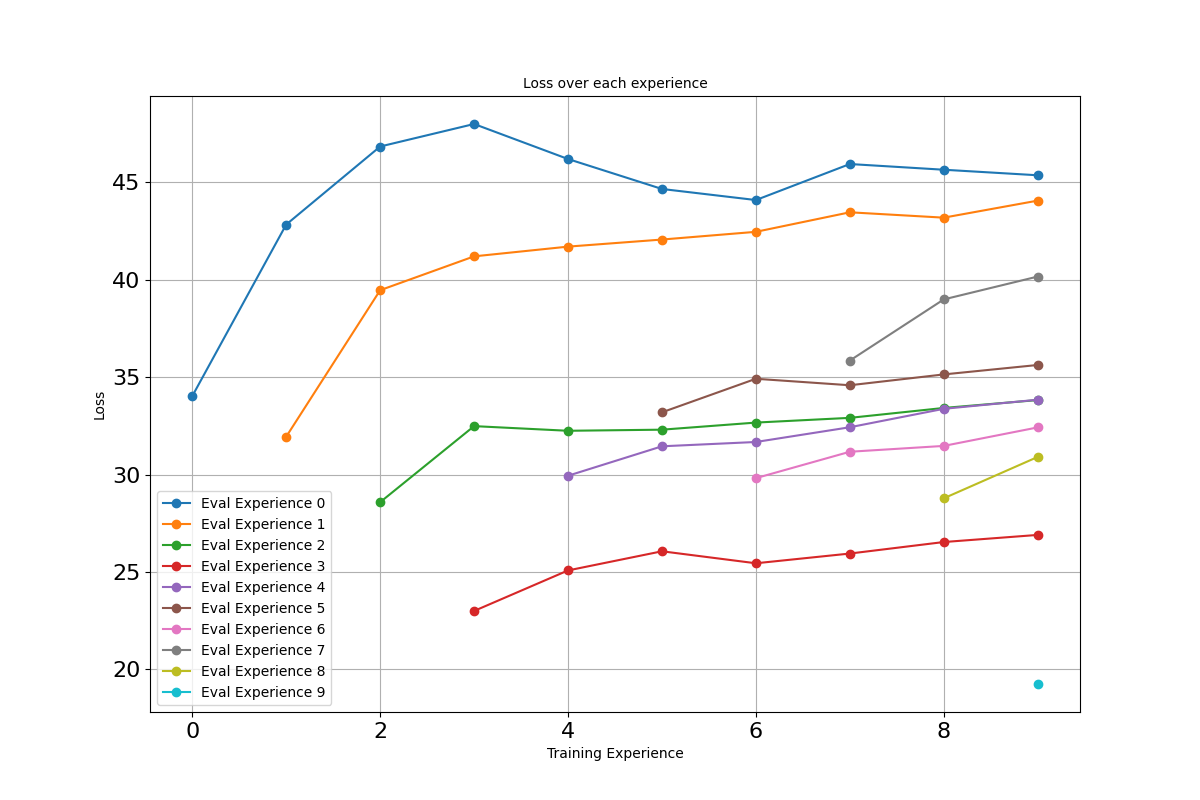 Loss over each experience
Loss
45
40
35
30
25
20
Eval Experience 0
Eval Experience 1
Eval Experience 2
Eval Experience 3
Eval Experience 4
Eval Experience 5
Eval Experience 6
Eval Experience 7
Eval Experience 8
Eval Experience 9
0 2 4 6 8
Training Experience